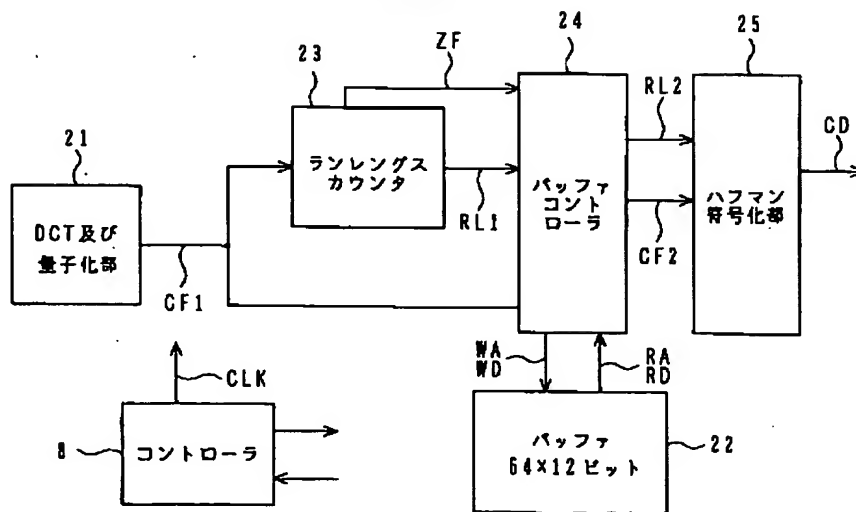 24
25
ZF
23
RL2
CD
21
ランレングス
カウンタ
バッファ
コント
ローラ
ハフマン
符号化部
DCT及び
量子化部
RL1
CF2
CF1
WA
WD
RA
RD
CLK
8
コントローラ
バッファ
64×12ビット
22